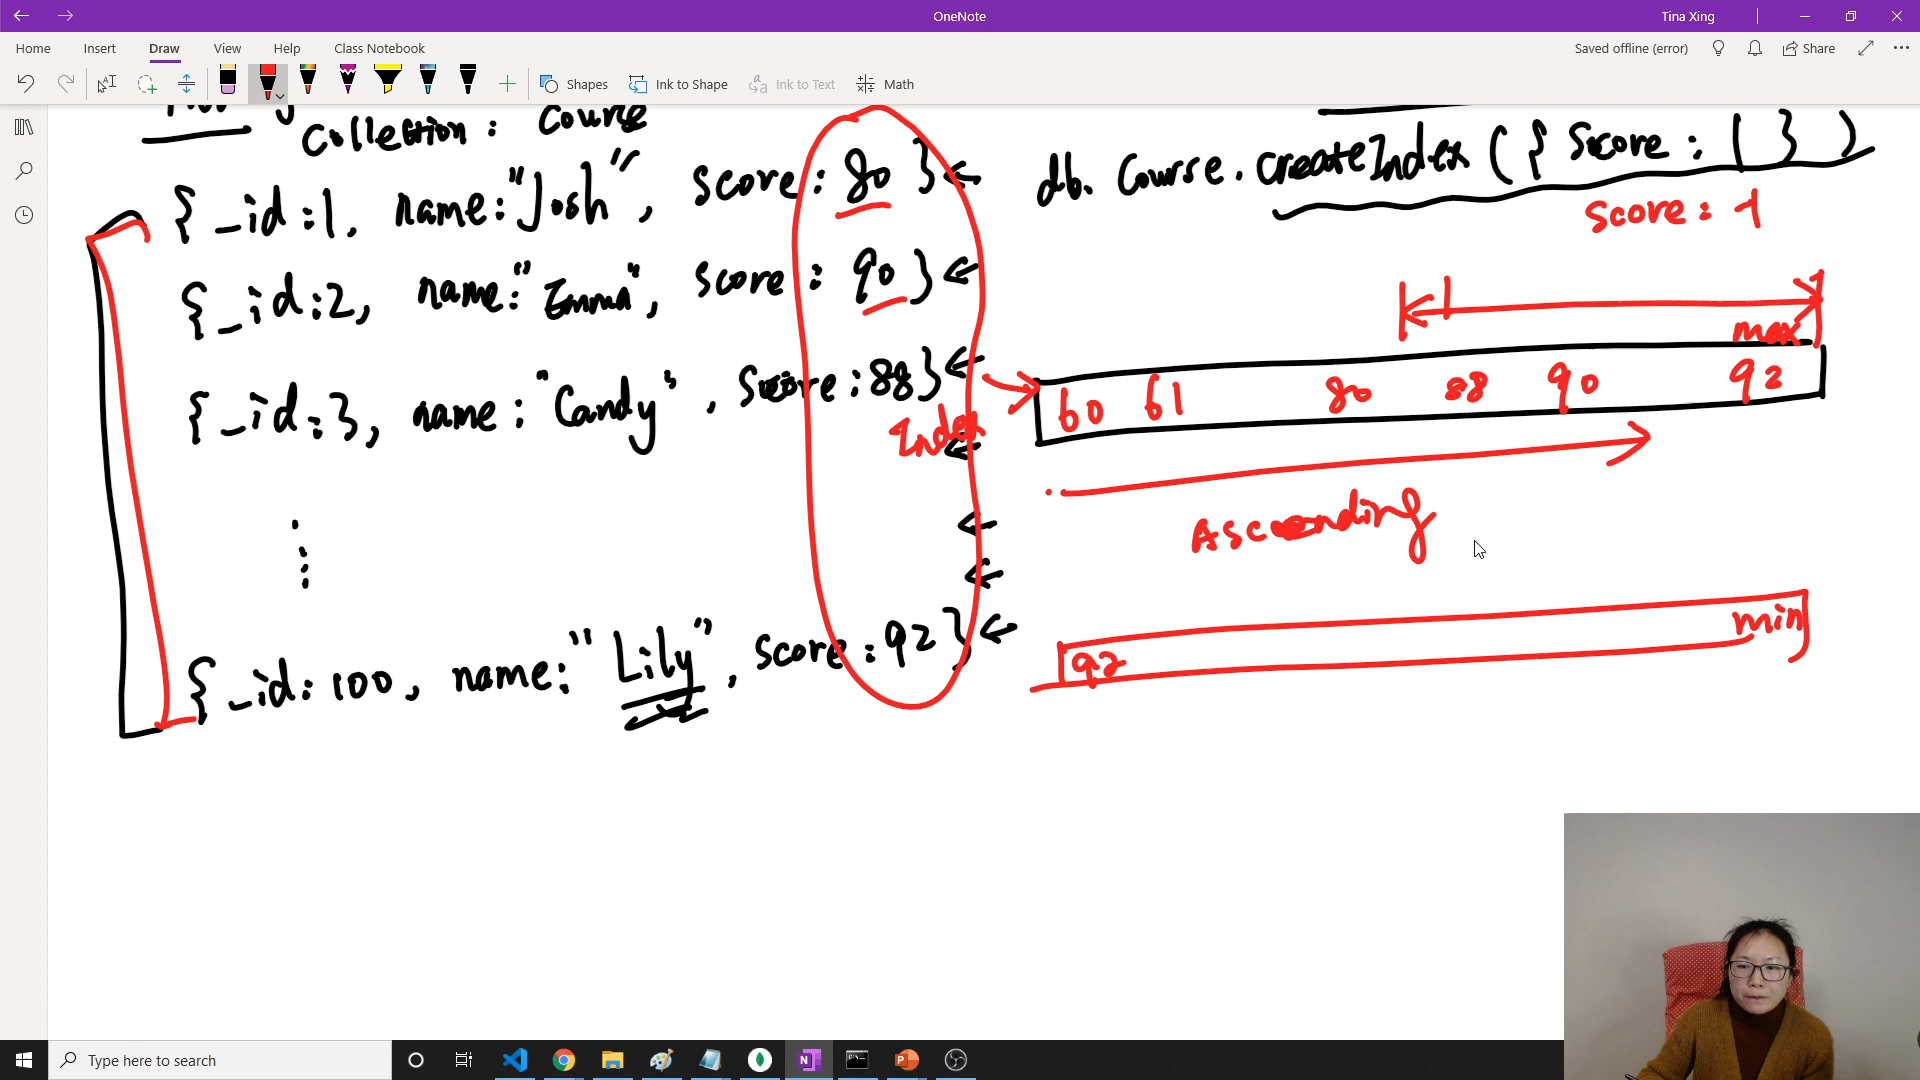 OneNote
Tina Xing
Home Insert Draw View Help Class Notebook
Saved offline (error) Share
Shapes Ink to Shape Ink to Text Math
Collection : Course
{ _id:1, name:"Josh", score: 80 }
{ _id:2, name:"Emma", score : 90 }
{ _id:3, name:"Candy", score:88}
{ _id: 100, name: "Lily", score: 92 }
Index
db. Course. createIndex ( { score : 1 } )
score: -1
max
60 61 80 88 90 92
Ascending
92 min
Type here to search